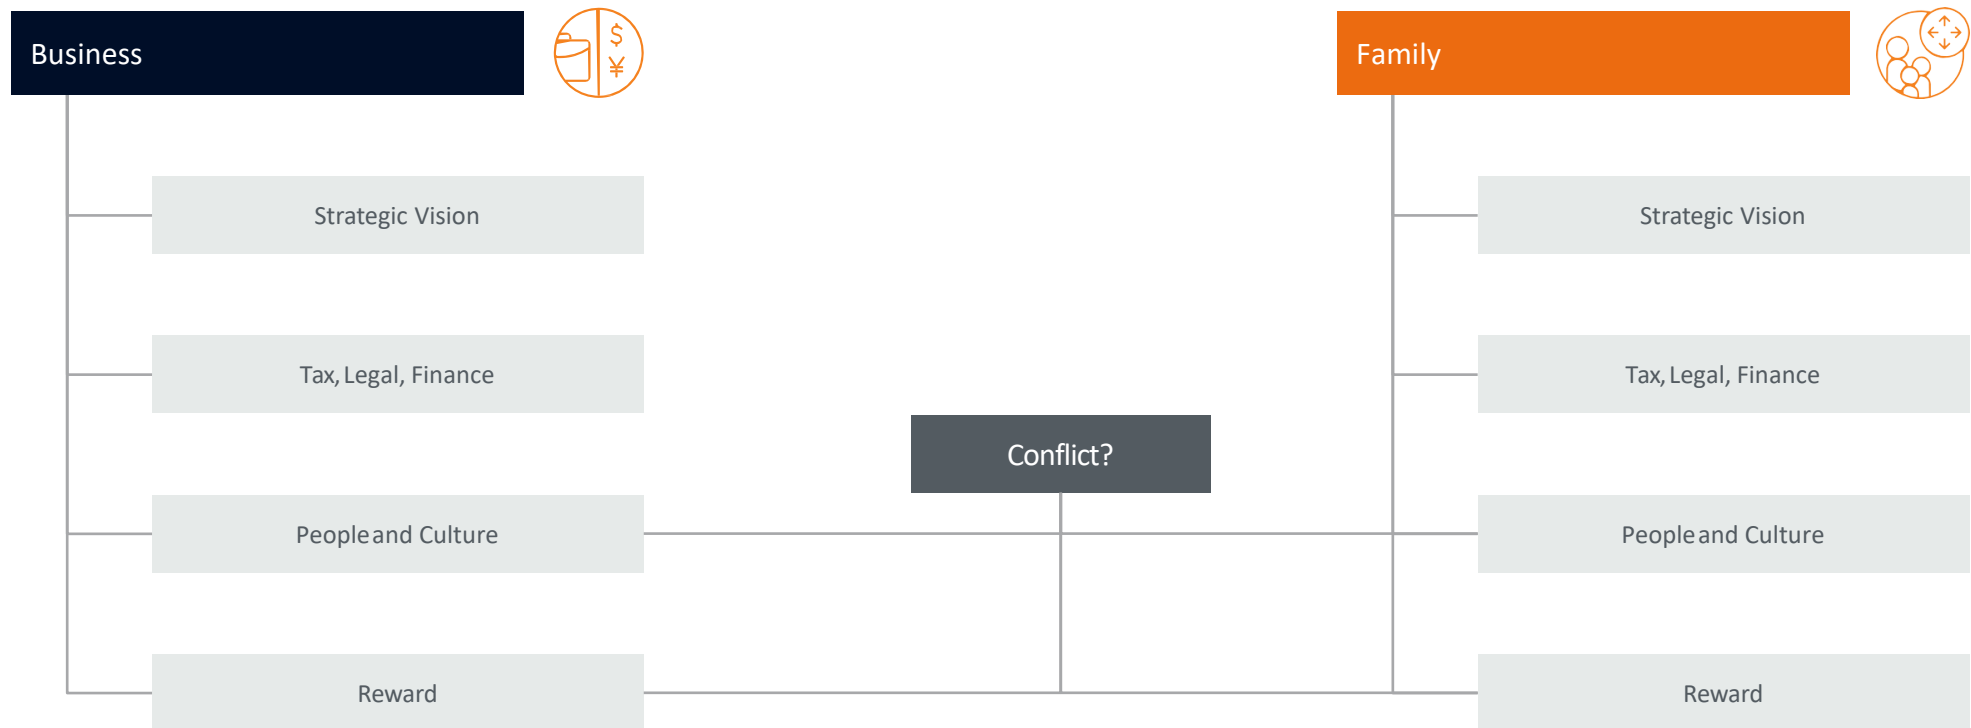 Business
$
¥
Strategic Vision
Tax, Legal, Finance
People and Culture
Reward
Conflict?
Family
Strategic Vision
Tax, Legal, Finance
People and Culture
Reward